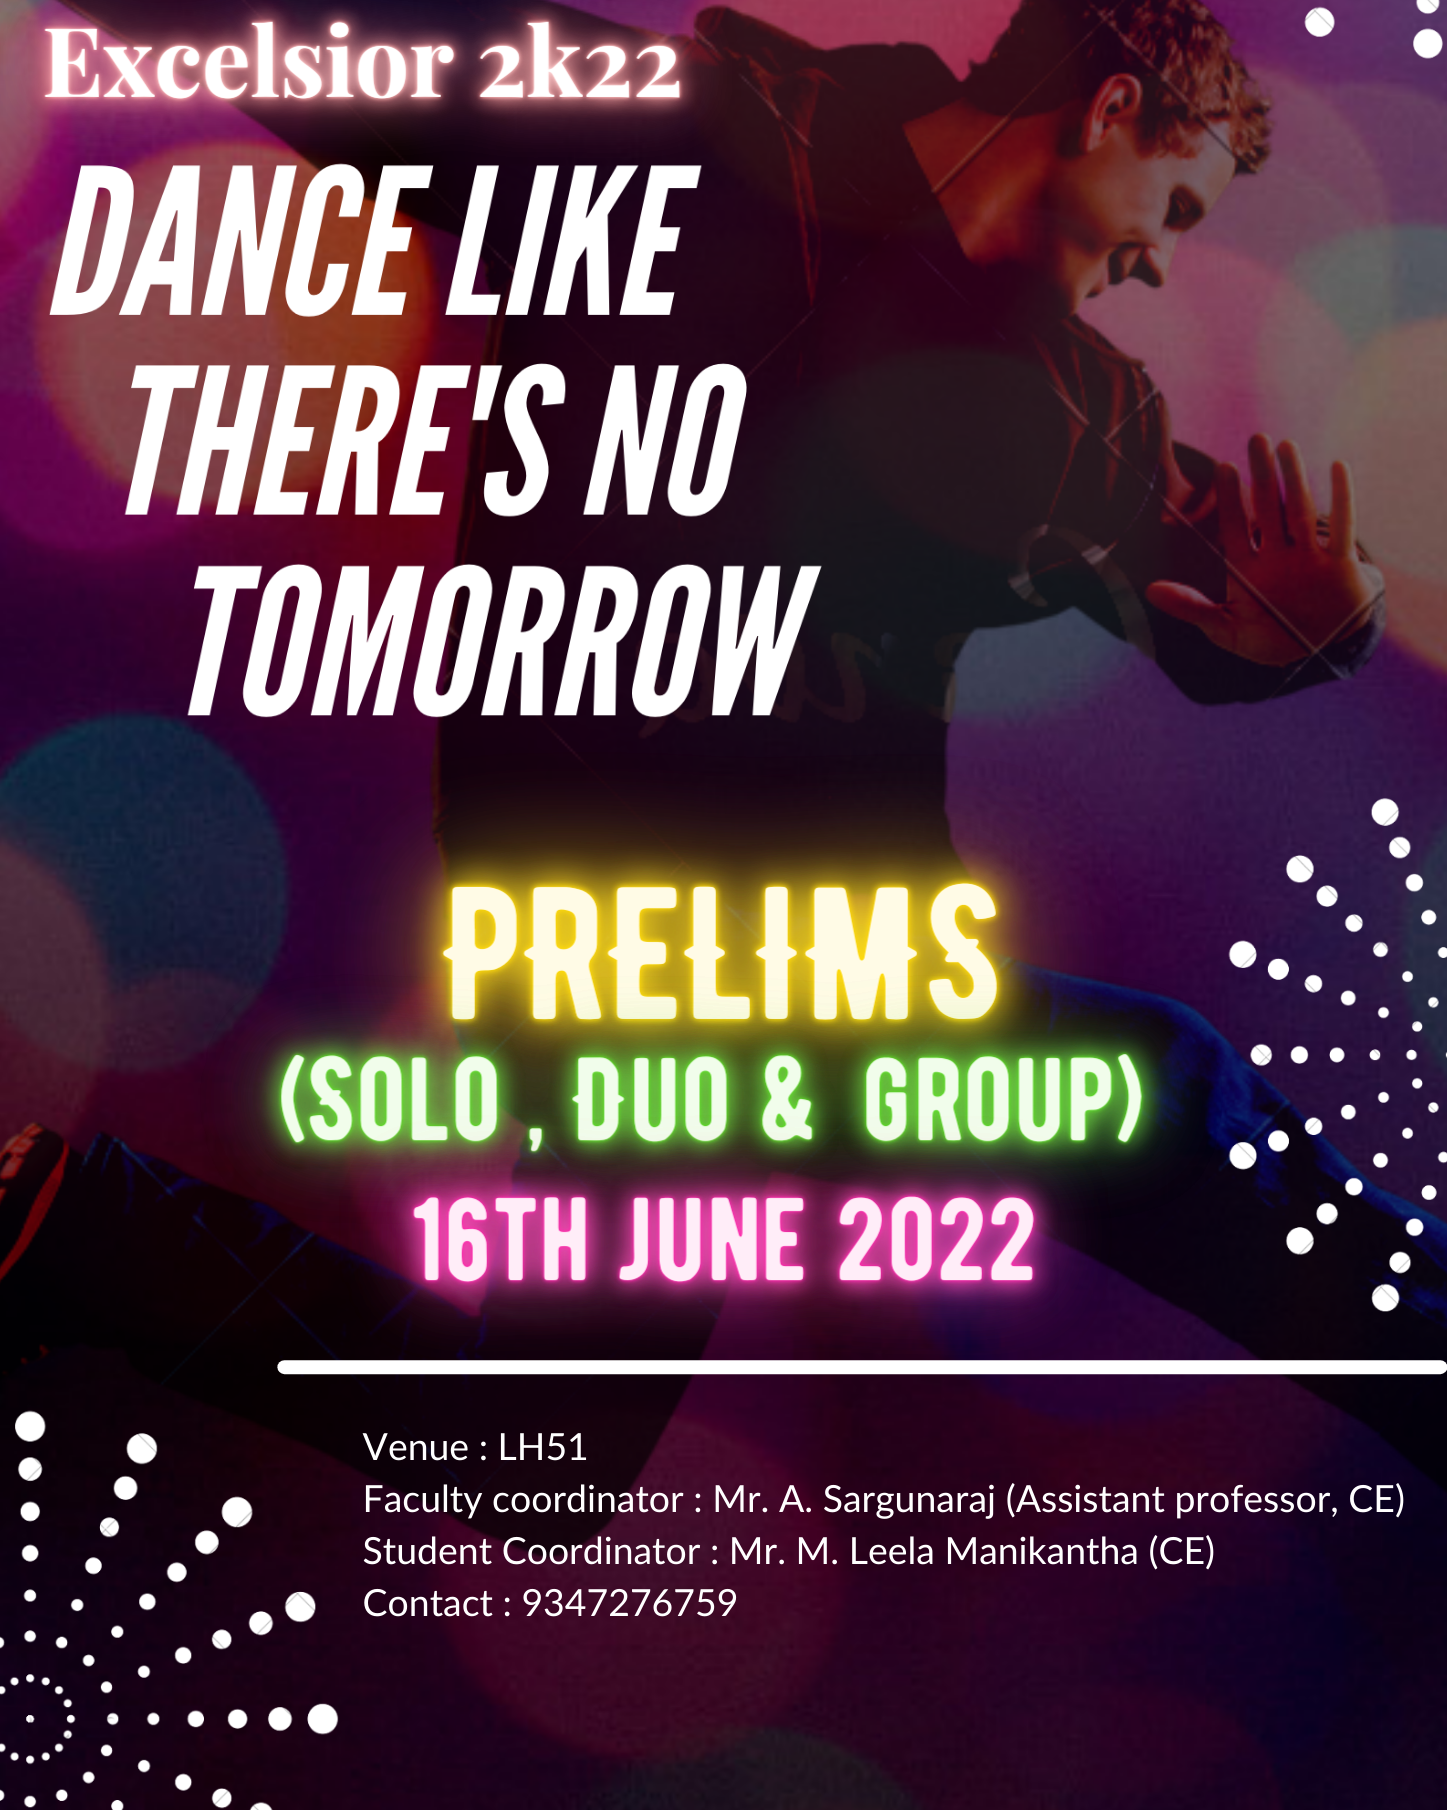 Excelsior 2k22
DANCE LIKE
THERE'S NO
TOMORROW
PRELIMS
(SOLO , DUO & GROUP)
16TH JUNE 2022
Venue : LH51
Faculty coordinator : Mr. A. Sargunaraj (Assistant professor, CE)
Student Coordinator : Mr. M. Leela Manikantha (CE)
Contact : 9347276759